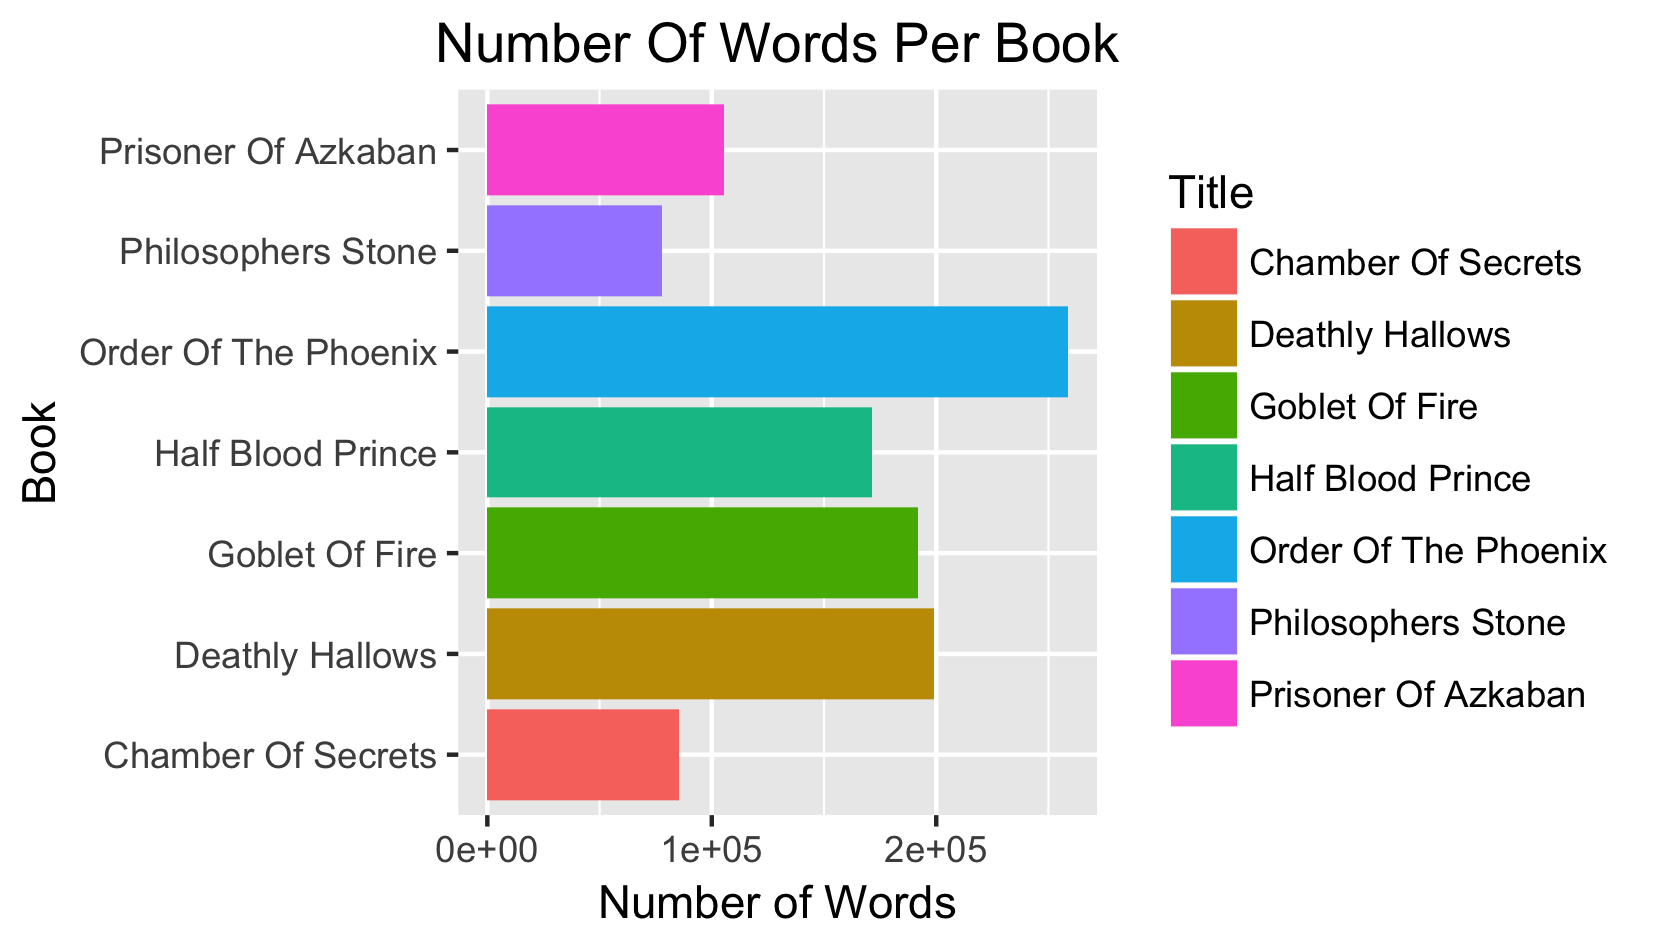 Number Of Words Per Book
Prisoner Of Azkaban
Philosophers Stone
Order Of The Phoenix
Half Blood Prince
Goblet Of Fire
Deathly Hallows
Chamber Of Secrets
Book
0e+00 1e+05 2e+05
Number of Words
Title
Chamber Of Secrets
Deathly Hallows
Goblet Of Fire
Half Blood Prince
Order Of The Phoenix
Philosophers Stone
Prisoner Of Azkaban